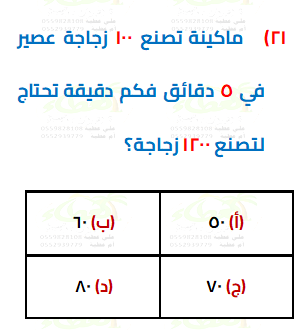 (٢١ ماكينة تصنع ١٠٠ زجاجة عصير
في ٥ دقائق فكم دقيقة تحتاج
لتصنع ١٢٠٠ زجاجة؟
(أ) ٥٠
(ب) ٦٠
(ج) ٧٠
(د) ٨٠